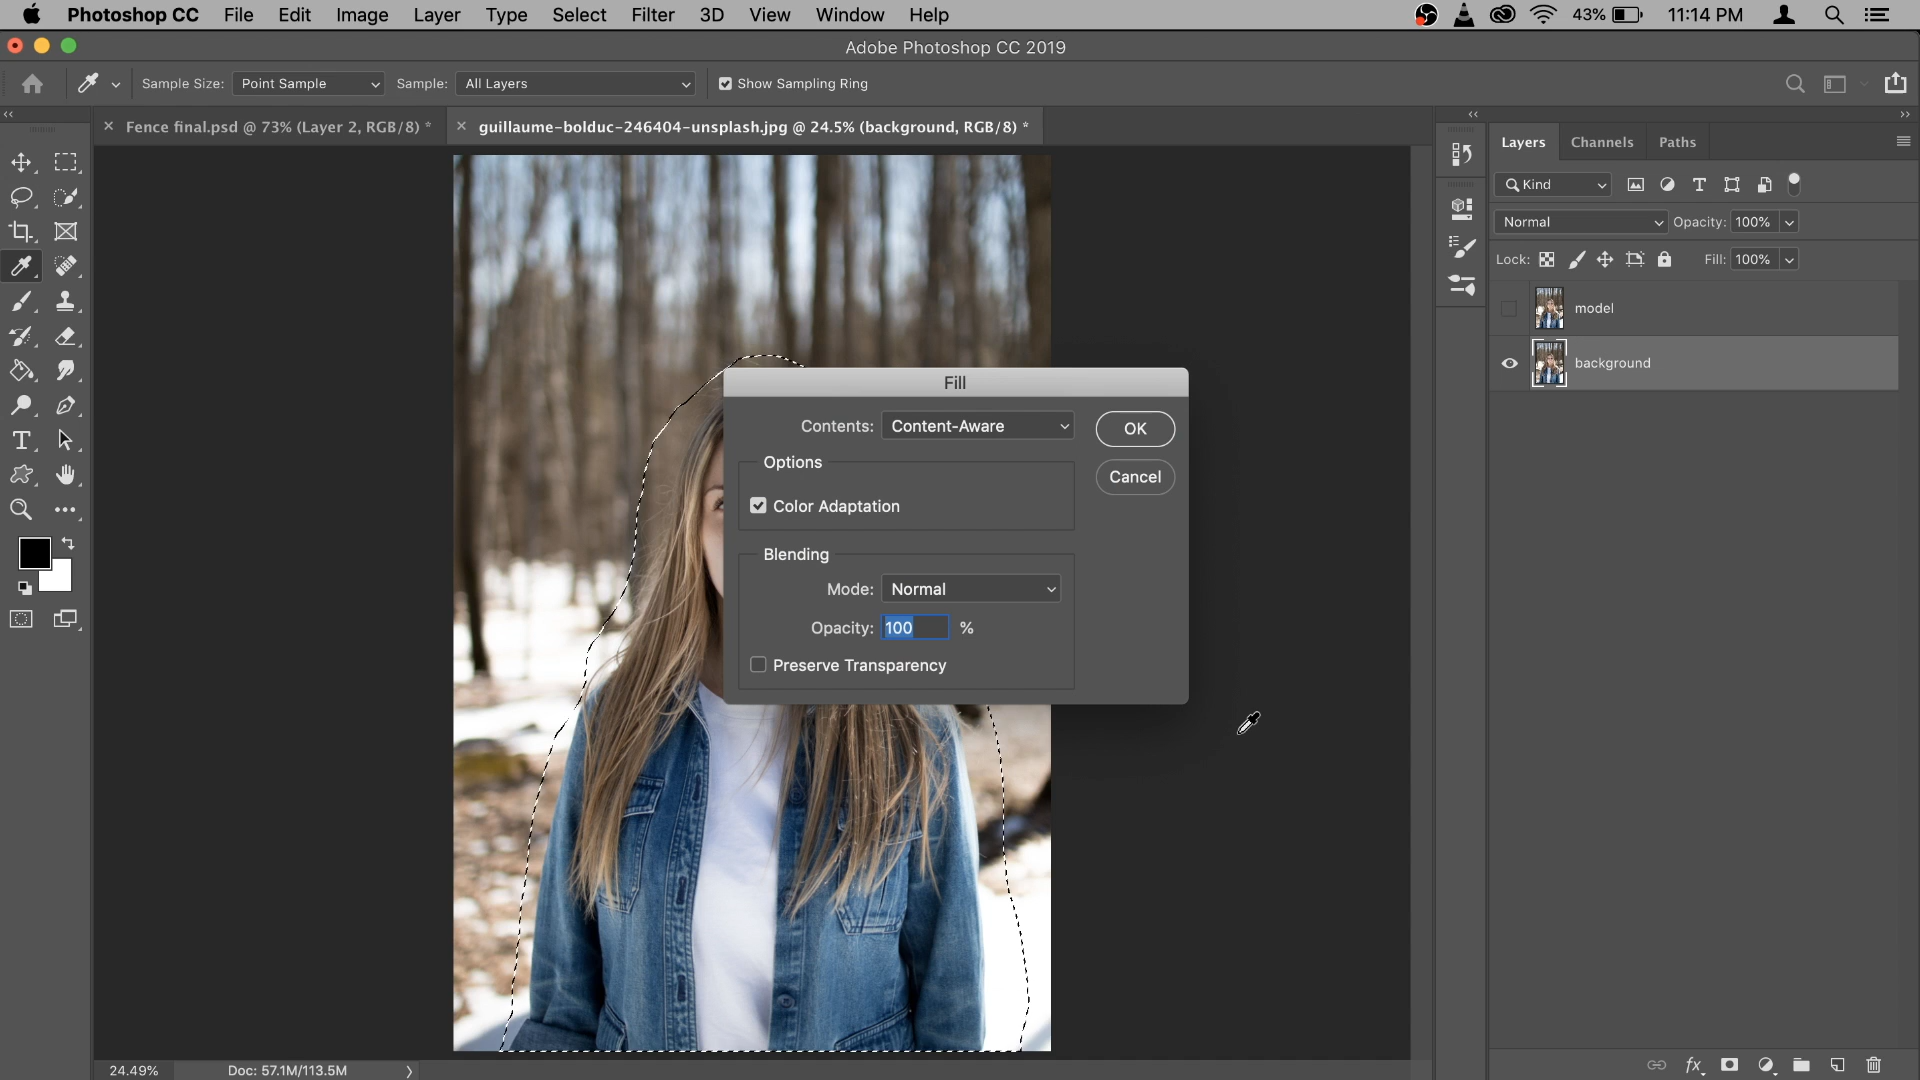 Photoshop CC File Edit Image Layer Type Select Filter 3D View Window Help 43% 11:14 PM
Adobe Photoshop CC 2019
Sample Size: Point Sample Sample: All Layers Show Sampling Ring
Fence final.psd @ 73% (Layer 2, RGB/8) * guillaume-bolduc-246404-unsplash.jpg @ 24.5% (background, RGB/8) *
Layers Channels Paths
Kind
Normal Opacity: 100%
Lock: Fill: 100%
model
background
Fill
Contents: Content-Aware OK
Options
Cancel
Color Adaptation
Blending
Mode: Normal
Opacity: 100 %
Preserve Transparency
24.49% Doc: 57.1M/113.5M